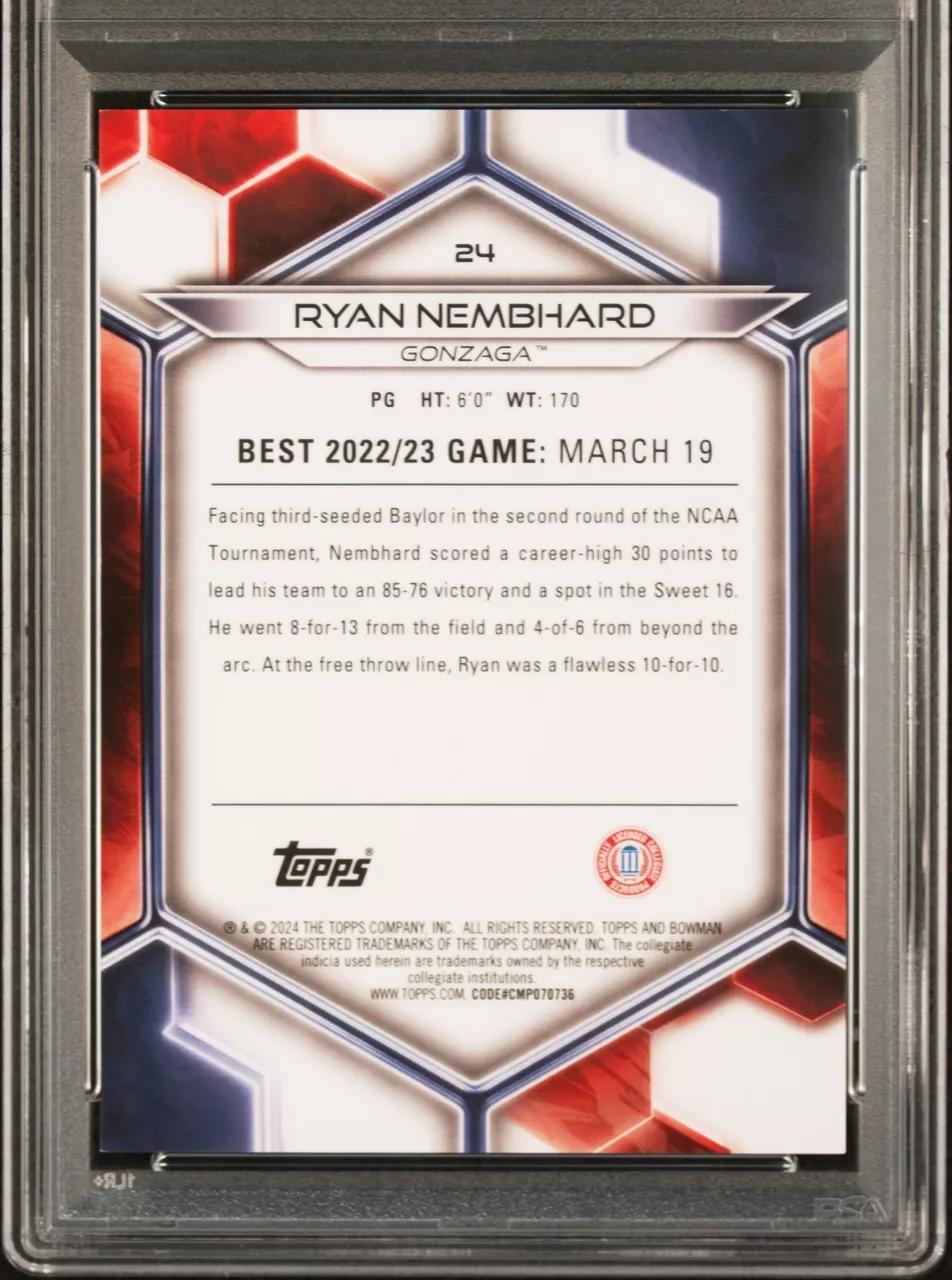 24
RYAN NEMBHARD
GONZAGA™
PG HT: 6'0" WT: 170
BEST 2022/23 GAME: MARCH 19
Facing third-seeded Baylor in the second round of the NCAA
Tournament, Nembhard scored a career-high 30 points to
lead his team to an 85-76 victory and a spot in the Sweet 16.
He went 8-for-13 from the field and 4-of-6 from beyond the
arc. At the free throw line, Ryan was a flawless 10-for-10.
Topps®
OFFICIALLY LICENSED COLLEGIATE PRODUCTS
® & © 2024 THE TOPPS COMPANY, INC. ALL RIGHTS RESERVED. TOPPS AND BOWMAN
ARE REGISTERED TRADEMARKS OF THE TOPPS COMPANY, INC. The collegiate
indicia used herein are trademarks owned by the respective
collegiate institutions.
WWW.TOPPS.COM. CODE#CMP070736
PSA